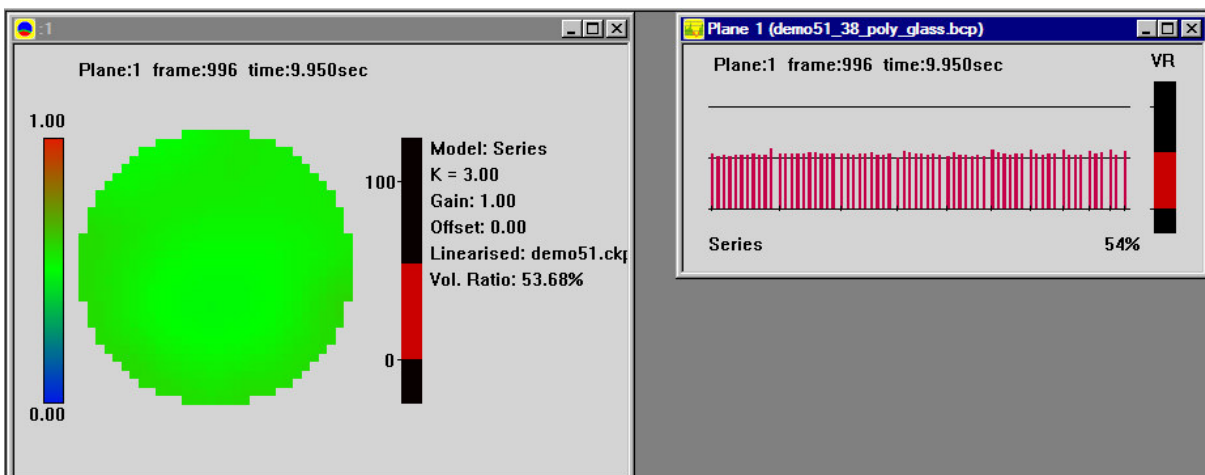 :1
Plane:1 frame:996 time:9.950sec
1.00
0.00
100
0
Model: Series
K = 3.00
Gain: 1.00
Offset: 0.00
Linearised: demo51.ckp
Vol. Ratio: 53.68%
Plane 1 (demo51_38_poly_glass.bcp)
Plane:1 frame:996 time:9.950sec
VR
Series
54%